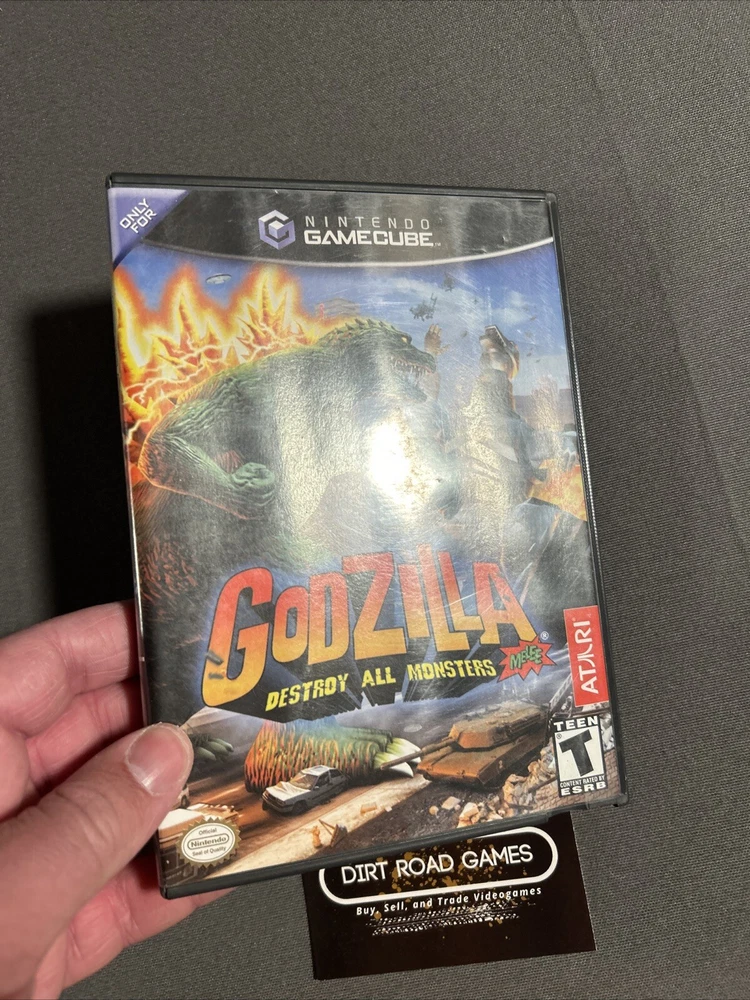 ONLY
FOR
NINTENDO
GAMECUBE™
GODZILLA®
DESTROY ALL MONSTERS
MELEE
ATARI
TEEN
T
CONTENT RATED BY
ESRB
Official
Nintendo
Seal of Quality
DIRT ROAD GAMES
Buy, Sell, and Trade Videogames